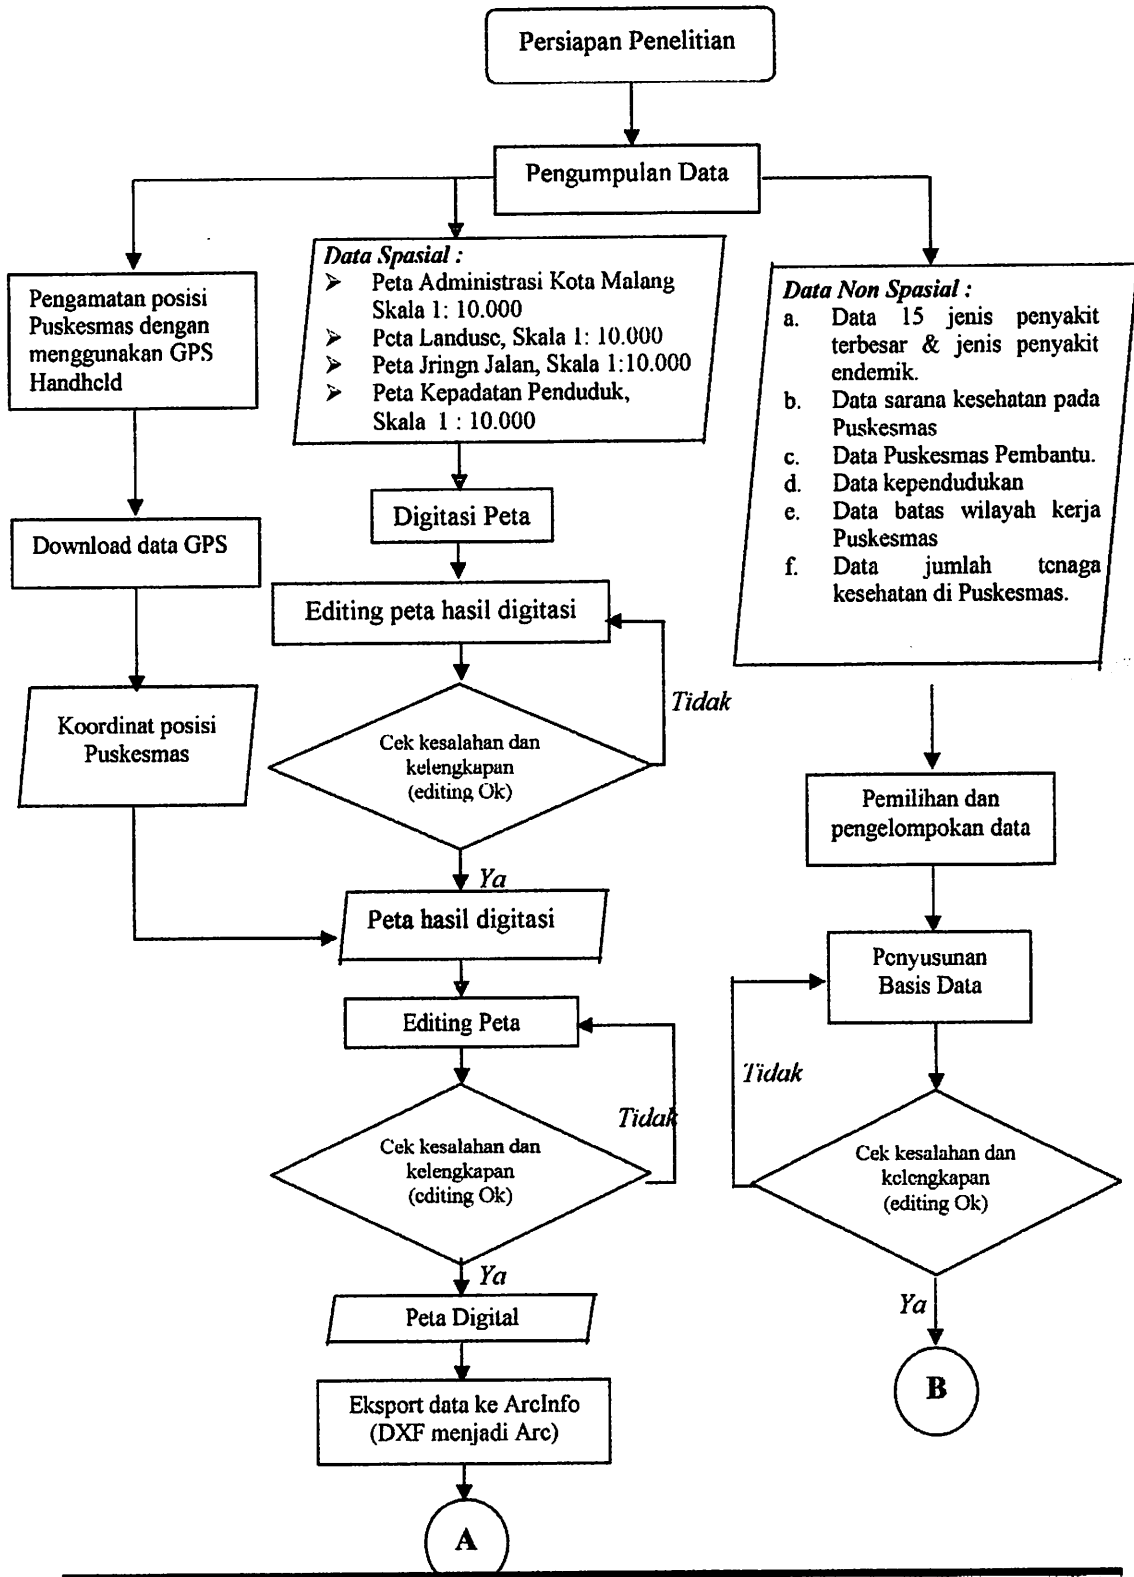 Persiapan Penelitian
Pengumpulan Data
Pengamatan posisi
Puskesmas dengan
menggunakan GPS
Handheld
Download data GPS
Koordinat posisi
Puskesmas
Data Spasial :
➤ Peta Administrasi Kota Malang
Skala 1: 10.000
➤ Peta Landuse, Skala 1: 10.000
➤ Peta Jringn Jalan, Skala 1:10.000
➤ Peta Kepadatan Penduduk,
Skala 1 : 10.000
Digitasi Peta
Editing peta hasil digitasi
Tidak
Cek kesalahan dan
kelengkapan
(editing Ok)
Ya
Peta hasil digitasi
Editing Peta
Tidak
Cek kesalahan dan
kelengkapan
(editing Ok)
Ya
Peta Digital
Eksport data ke ArcInfo
(DXF menjadi Arc)
A
Data Non Spasial :
a. Data 15 jenis penyakit
terbesar & jenis penyakit
endemik.
b. Data sarana kesehatan pada
Puskesmas
c. Data Puskesmas Pembantu.
d. Data kependudukan
e. Data batas wilayah kerja
Puskesmas
f. Data jumlah tenaga
kesehatan di Puskesmas.
Pemilihan dan
pengelompokan data
Penyusunan
Basis Data
Tidak
Cek kesalahan dan
kelengkapan
(editing Ok)
Ya
B